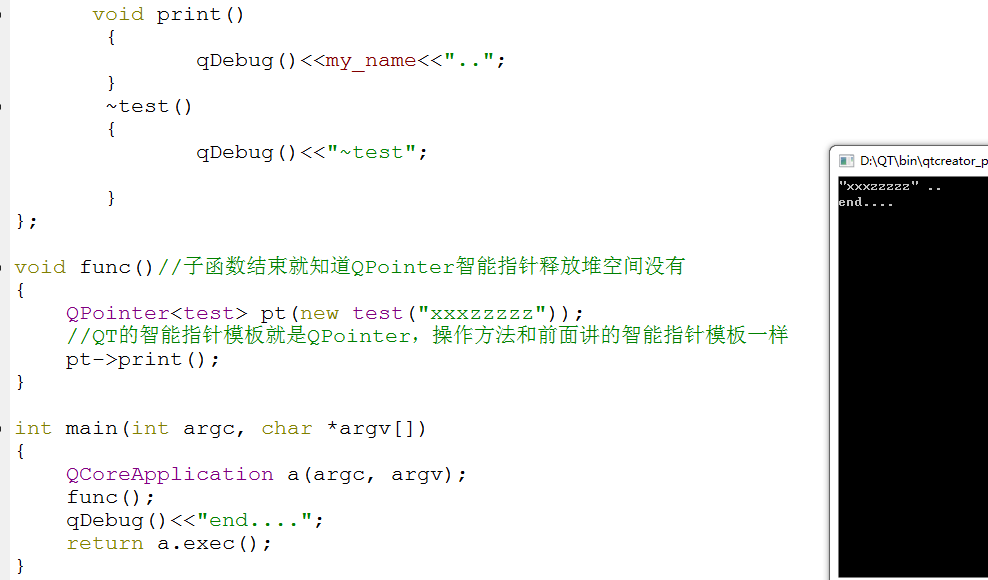 void print()
{
qDebug()<<my_name<<"..";
}
~test()
{
qDebug()<<"~test";
}
};
void func()//子函数结束就知道QPointer智能指针释放堆空间没有
{
QPointer<test> pt(new test("xxxzzzzz"));
//QT的智能指针模板就是QPointer，操作方法和前面讲的智能指针模板一样
pt->print();
}
int main(int argc, char *argv[])
{
QCoreApplication a(argc, argv);
func();
qDebug()<<"end....";
return a.exec();
}
D:\QT\bin\qtcreator_p
"xxxzzzzz" ..
end....